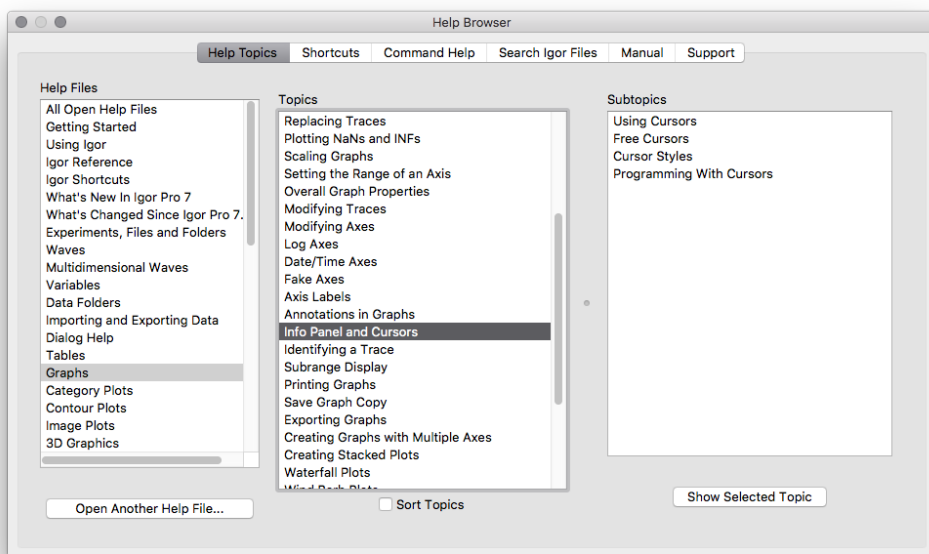 Help Browser
Help Topics
Shortcuts
Command Help
Search Igor Files
Manual
Support
Help Files
All Open Help Files
Getting Started
Using Igor
Igor Reference
Igor Shortcuts
What's New In Igor Pro 7
What's Changed Since Igor Pro 7.
Experiments, Files and Folders
Waves
Multidimensional Waves
Variables
Data Folders
Importing and Exporting Data
Dialog Help
Tables
Graphs
Category Plots
Contour Plots
Image Plots
3D Graphics
Open Another Help File...
Topics
Replacing Traces
Plotting NaNs and INFs
Scaling Graphs
Setting the Range of an Axis
Overall Graph Properties
Modifying Traces
Modifying Axes
Log Axes
Date/Time Axes
Fake Axes
Axis Labels
Annotations in Graphs
Info Panel and Cursors
Identifying a Trace
Subrange Display
Printing Graphs
Save Graph Copy
Exporting Graphs
Creating Graphs with Multiple Axes
Creating Stacked Plots
Waterfall Plots
Wind Barb Plots
Sort Topics
Subtopics
Using Cursors
Free Cursors
Cursor Styles
Programming With Cursors
Show Selected Topic